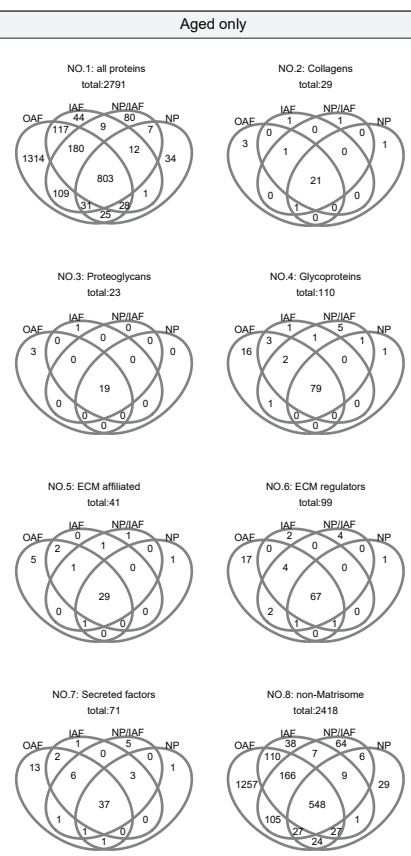 Aged only
NO.1: all proteins
total:2791
OAF IAF NP/IAF NP
44 80
117 9 7
1314 180 12 34
803
109 1
31 28
25
NO.2: Collagens
total:29
OAF IAF NP/IAF NP
1 1
0 0 0
3 1 0 1
21
0 0
1 0
0
NO.3: Proteoglycans
total:23
OAF IAF NP/IAF NP
1 0
0 0 0
3 0 0 0
19
0 0
0 0
0
NO.4: Glycoproteins
total:110
OAF IAF NP/IAF NP
1 5
3 1 1
16 2 0 1
79
1 0
0 0
0
NO.5: ECM affiliated
total:41
OAF IAF NP/IAF NP
0 1
2 1 0
5 1 0 1
29
0 0
1 0
0
NO.6: ECM regulators
total:99
OAF IAF NP/IAF NP
2 4
0 0 0
17 4 0 1
67
2 0
1 1
0
NO.7: Secreted factors
total:71
OAF IAF NP/IAF NP
1 5
2 0 0
13 6 3 1
37
1 0
1 0
1
NO.8: non-Matrisome
total:2418
OAF IAF NP/IAF NP
38 64
110 7 6
1257 166 9 29
548
105 1
27 27
24